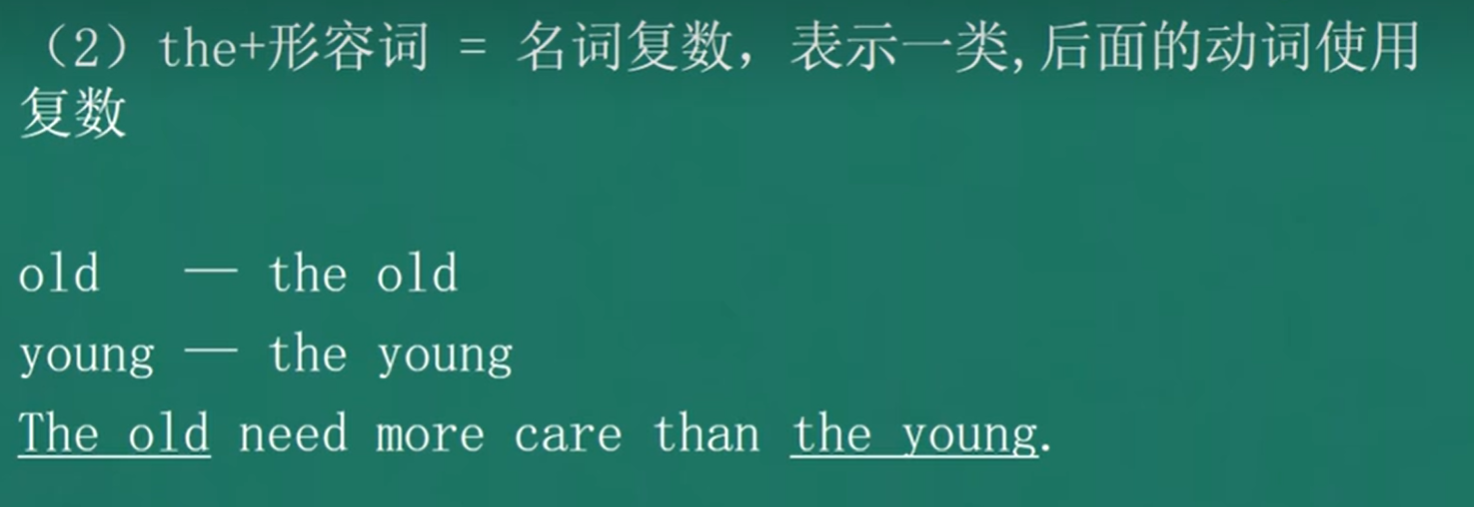 （2）the+形容词 = 名词复数，表示一类,后面的动词使用
复数
old — the old
young — the young
The old need more care than the young.